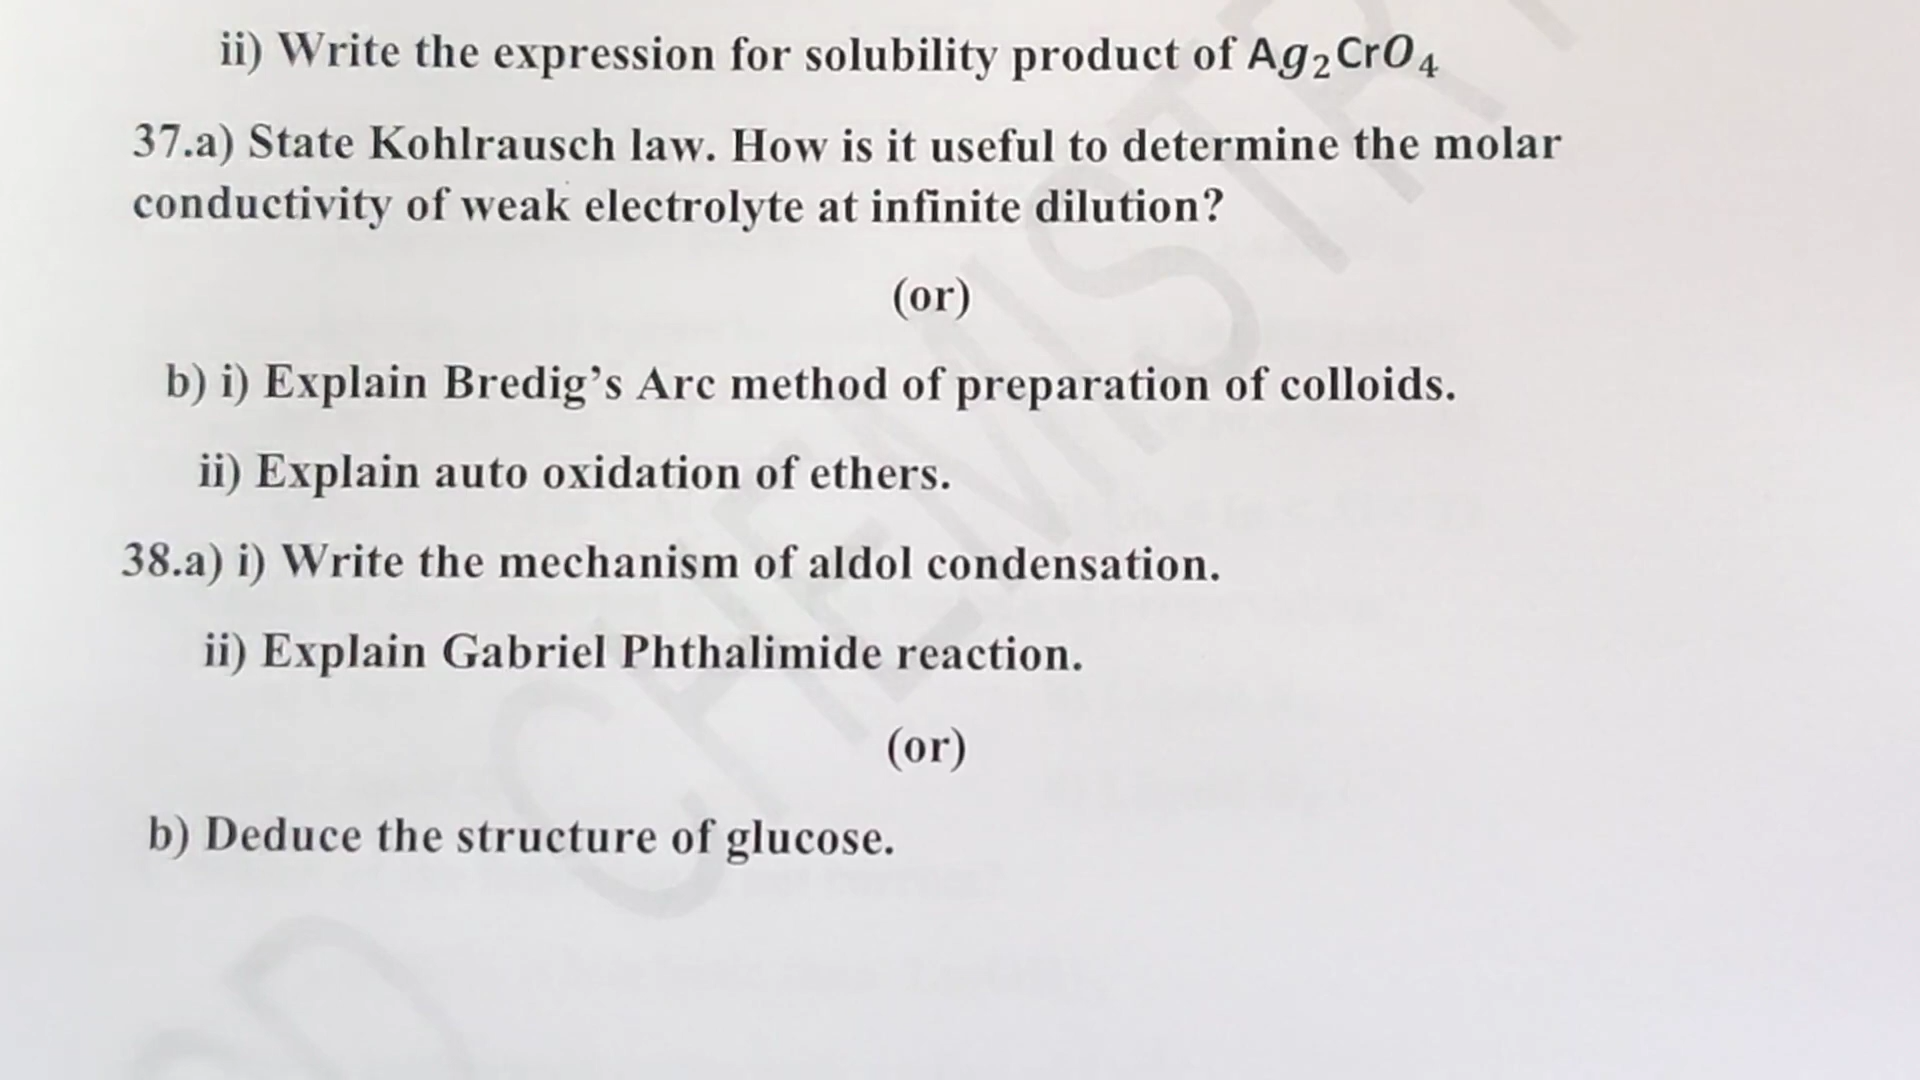 ii) Write the expression for solubility product of Ag₂CrO₄
37.a) State Kohlrausch law. How is it useful to determine the molar
conductivity of weak electrolyte at infinite dilution?
(or)
b) i) Explain Bredig’s Arc method of preparation of colloids.
ii) Explain auto oxidation of ethers.
38.a) i) Write the mechanism of aldol condensation.
ii) Explain Gabriel Phthalimide reaction.
(or)
b) Deduce the structure of glucose.
CHEMISTRY